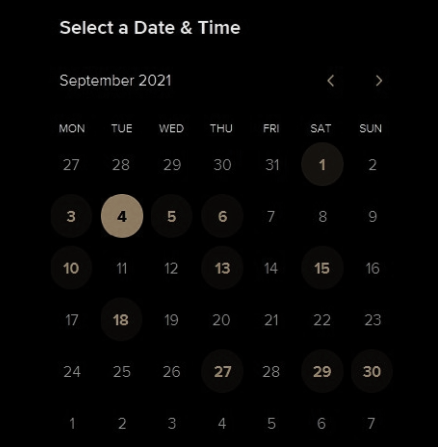 Select a Date & Time
September 2021
MON TUE WED THU FRI SAT SUN
27 28 29 30 31 1 2
3 4 5 6 7 8 9
10 11 12 13 14 15 16
17 18 19 20 21 22 23
24 25 26 27 28 29 30
1 2 3 4 5 6 7